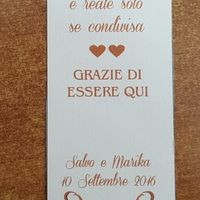 è reale solo
se condivisa
GRAZIE DI
ESSERE QUI
Salvo e Marika
10 Settembre 2016